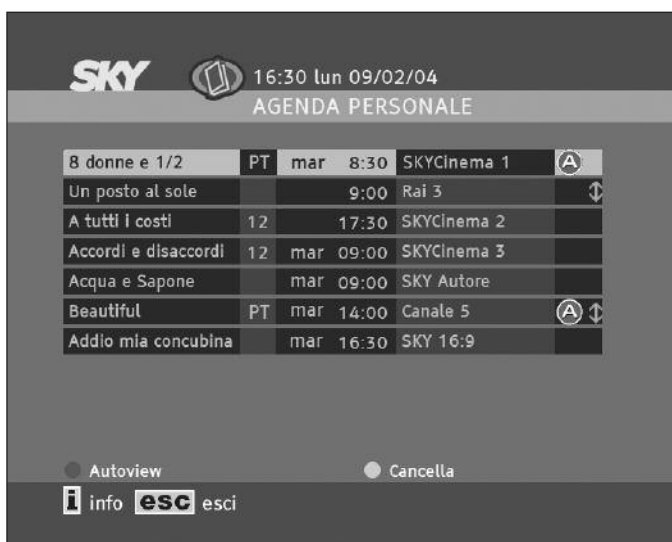 SKY 16:30 lun 09/02/04
AGENDA PERSONALE
8 donne e 1/2 PT mar 8:30 SKYCinema 1 A
Un posto al sole 9:00 Rai 3
A tutti i costi 12 17:30 SKYCinema 2
Accordi e disaccordi 12 mar 09:00 SKYCinema 3
Acqua e Sapone mar 09:00 SKY Autore
Beautiful PT mar 14:00 Canale 5 A
Addio mia concubina mar 16:30 SKY 16:9
Autoview Cancella
i info esc esci